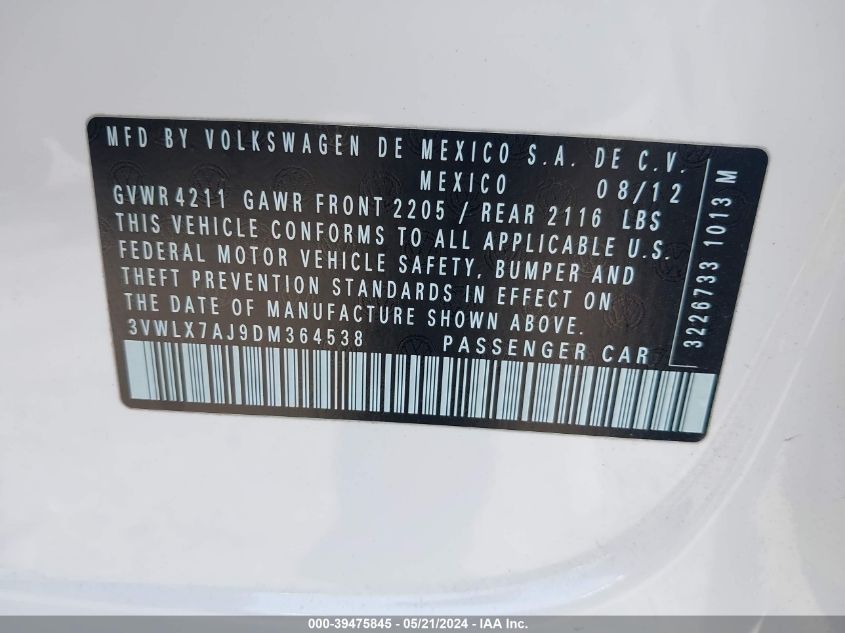 MFD BY VOLKSWAGEN DE MEXICO S.A. DE C.V.
MEXICO 08/12
GVWR 4211 GAWR FRONT 2205 / REAR 2116 LBS
THIS VEHICLE CONFORMS TO ALL APPLICABLE U.S.
FEDERAL MOTOR VEHICLE SAFETY, BUMPER AND
THEFT PREVENTION STANDARDS IN EFFECT ON
THE DATE OF MANUFACTURE SHOWN ABOVE.
3VWLX7AJ9DM364538 PASSENGER CAR
3226733 1013 M
000-39475845 - 05/21/2024 - IAA Inc.